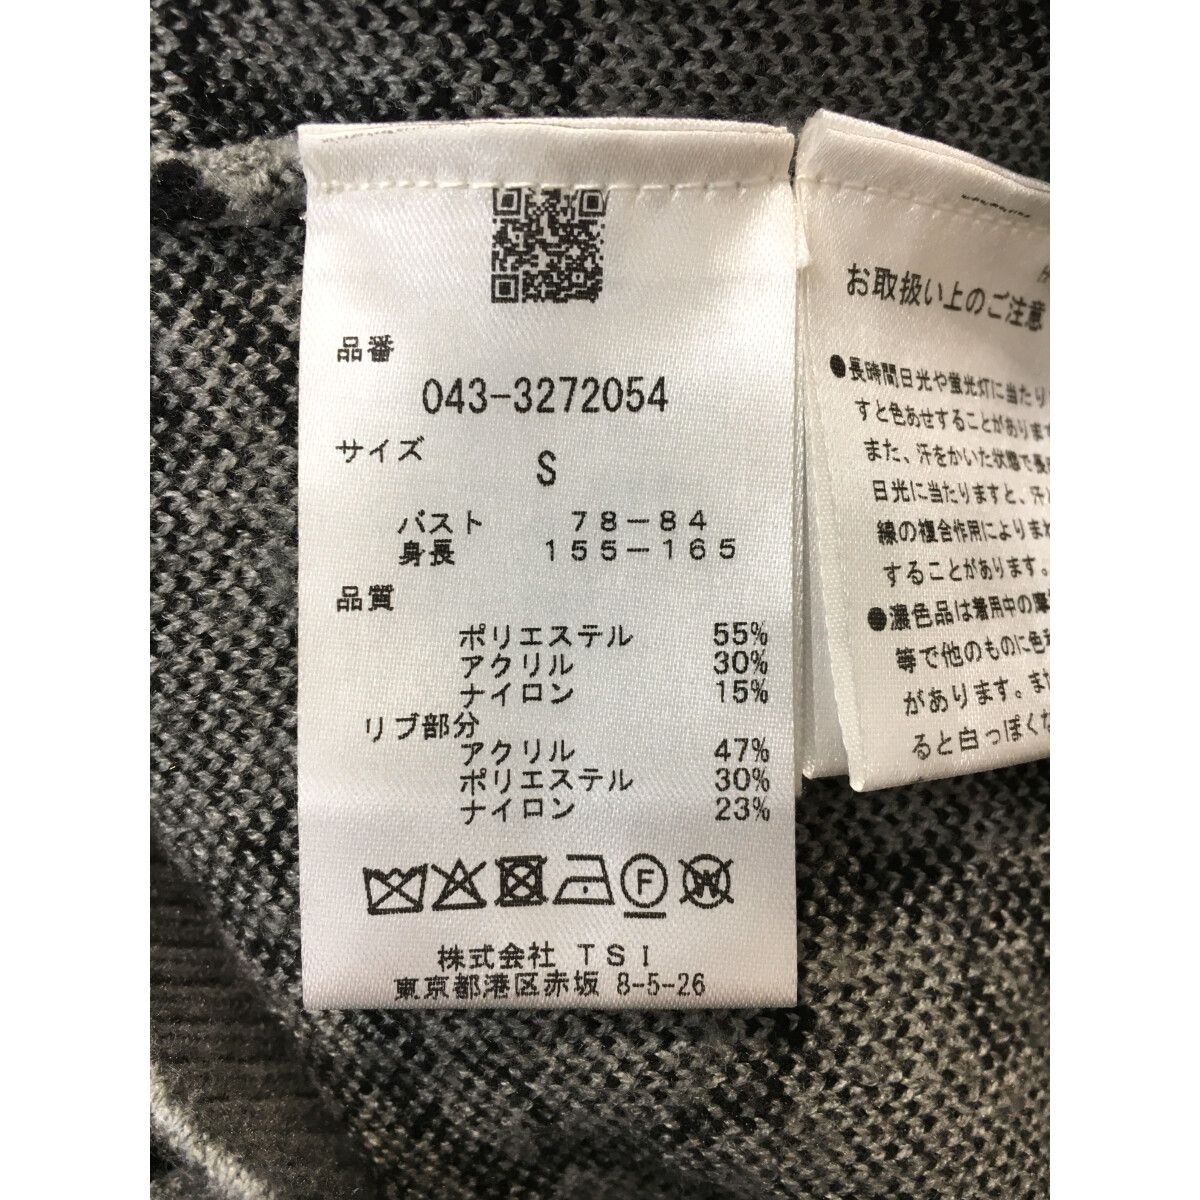 品番
043-3272054
サイズ
S
バスト 78-84
身長 155-165
品質
ポリエステル 55%
アクリル 30%
ナイロン 15%
リブ部分
アクリル 47%
ポリエステル 30%
ナイロン 23%
F
W
株式会社 TSI
東京都港区赤坂 8-5-26
お取扱い上のご注意
●長時間日光や蛍光灯に当たり
すと色あせすることがあります
また、汗をかいた状態で長
日光に当たりますと、汗
線の複合作用により
することがあります。
●濃色品は着用中の摩
等で他のものに色
があります。また
ると白っぽくな